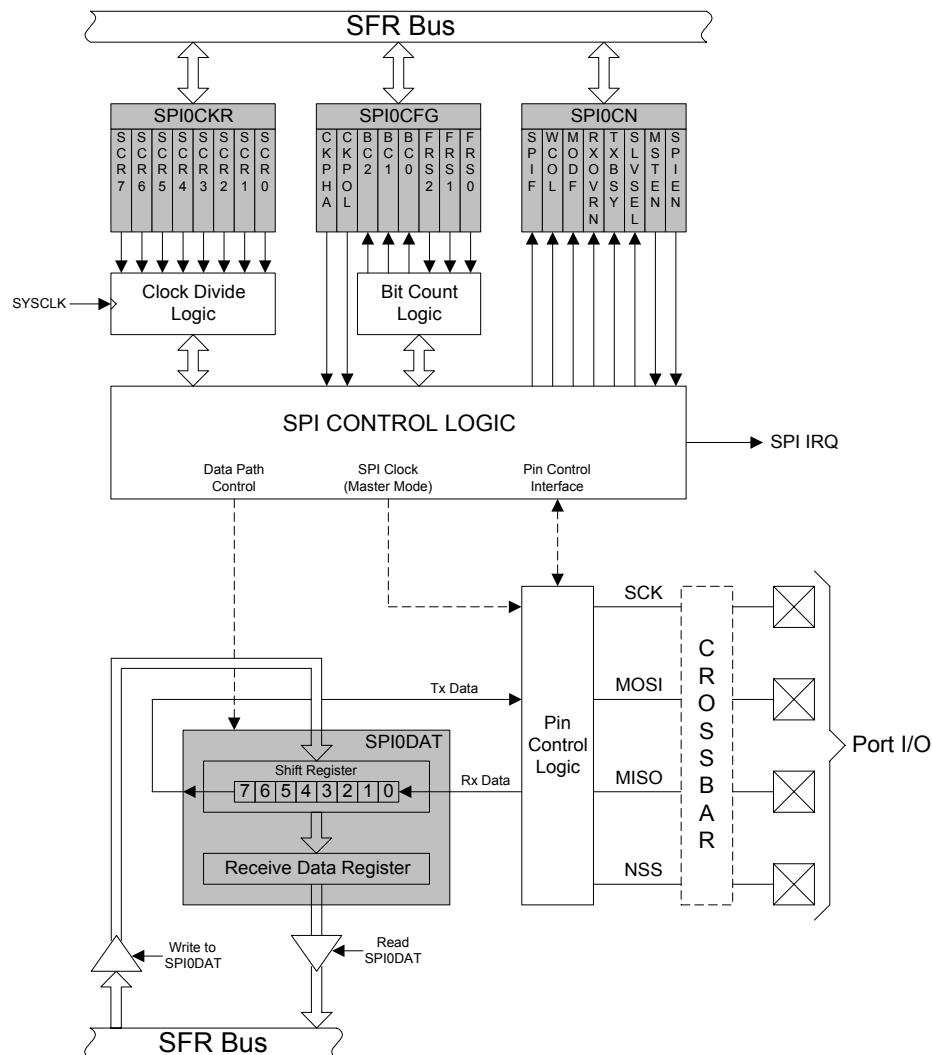 SFR Bus
SPI0CKR
SCR7
SCR6
SCR5
SCR4
SCR3
SCR2
SCR1
SCR0
SPI0CFG
CKPHA
CKPOL
BC2
BC1
BC0
FRS2
FRS1
FRS0
SPI0CN
SPIF
WCOL
MODF
RXOVRN
TXBSY
SLVSEL
MSTEN
SPIEN
SYSCLK
Clock Divide
Logic
Bit Count
Logic
SPI CONTROL LOGIC
SPI IRQ
Data Path
Control
SPI Clock
(Master Mode)
Pin Control
Interface
SCK
MOSI
MISO
NSS
Pin
Control
Logic
CROSSBAR
Port I/O
Tx Data
SPI0DAT
Shift Register
7 6 5 4 3 2 1 0
Rx Data
Receive Data Register
Write to
SPI0DAT
Read
SPI0DAT
SFR Bus